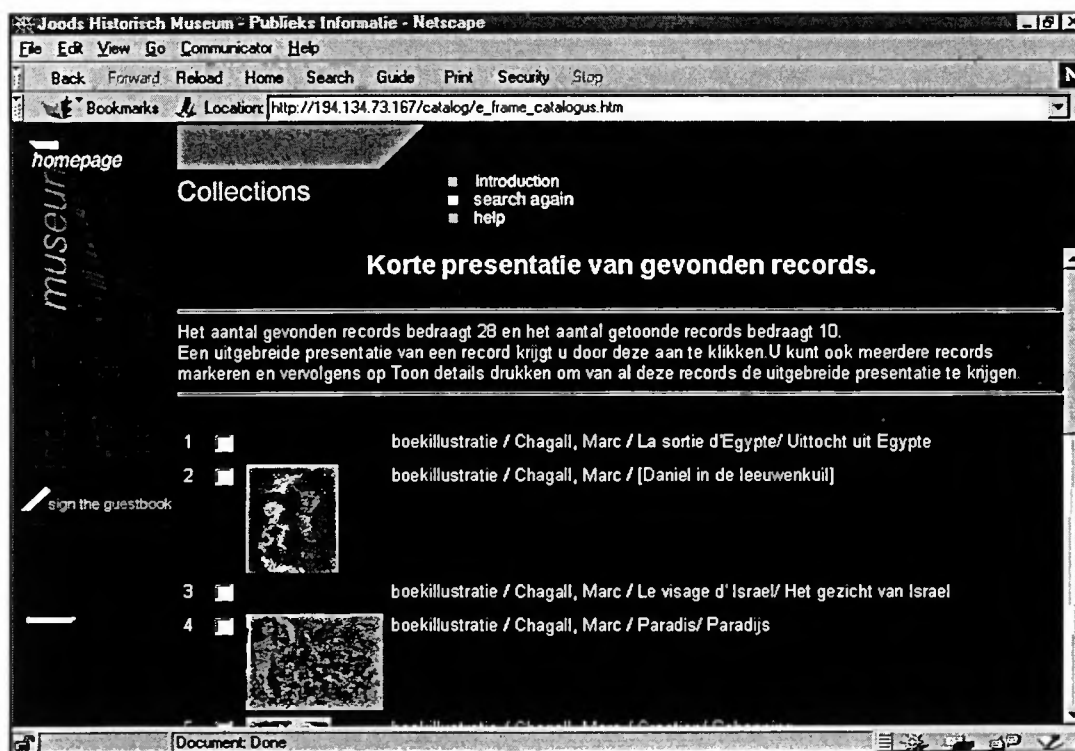 Joods Historisch Museum - Publieks Informatie - Netscape
File Edit View Go Communicator Help
Back Forward Reload Home Search Guide Print Security Stop
N
Bookmarks Location: http://194.134.73.167/catalog/e_frame_catalogus.htm
homepage
museum
Collections
Introduction
search again
help
Korte presentatie van gevonden records.
Het aantal gevonden records bedraagt 28 en het aantal getoonde records bedraagt 10.
Een uitgebreide presentatie van een record krijgt u door deze aan te klikken.U kunt ook meerdere records
markeren en vervolgens op Toon details drukken om van al deze records de uitgebreide presentatie te krijgen.
1 boekillustratie / Chagall, Marc / La sortie d'Egypte/ Uittocht uit Egypte
2 boekillustratie / Chagall, Marc / [Daniel in de leeuwenkuil]
sign the guestbook
3 boekillustratie / Chagall, Marc / Le visage d' Israel/ Het gezicht van Israel
4 boekillustratie / Chagall, Marc / Paradis/ Paradijs
5 boekillustratie / Chagall, Marc /
Document: Done